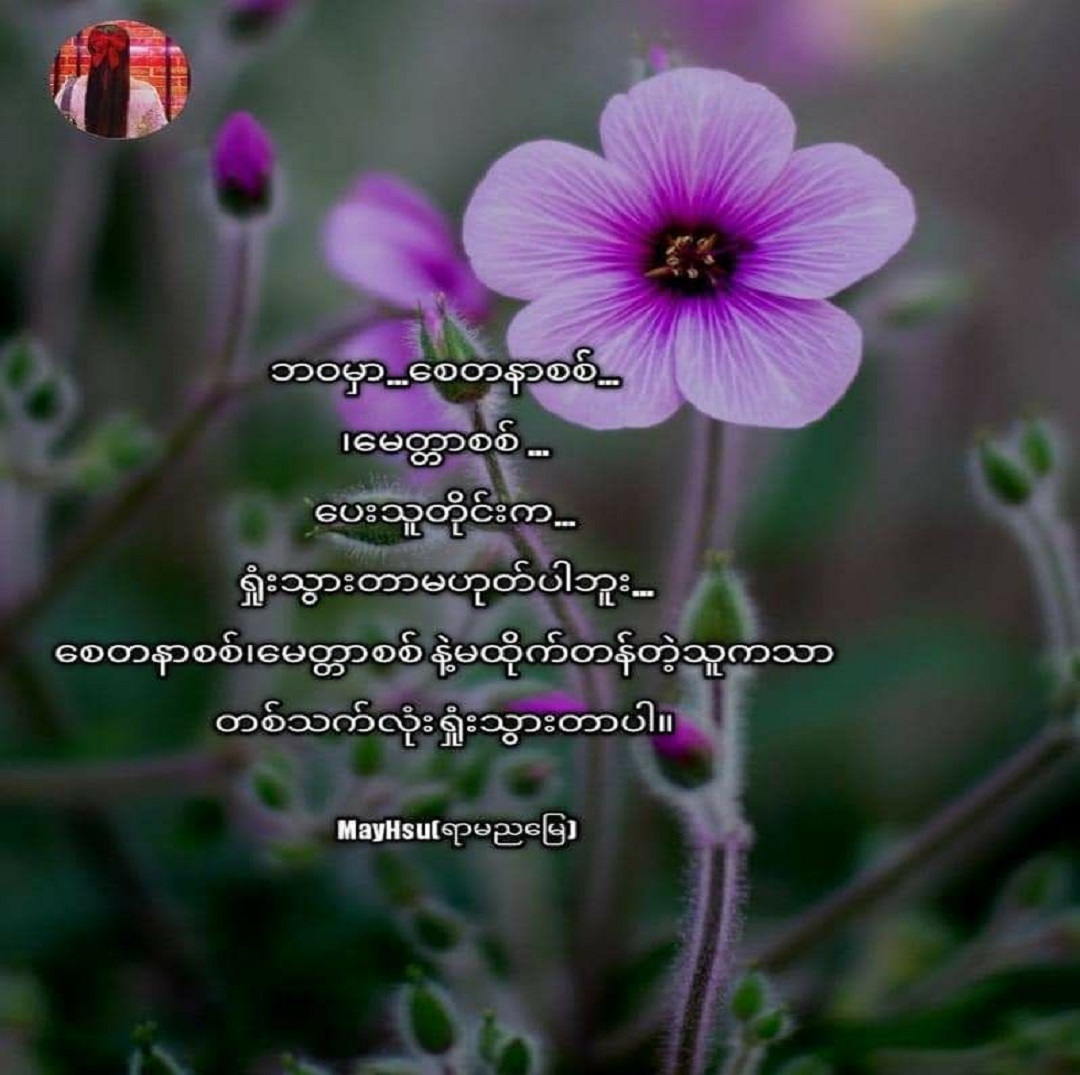 ဘဝမှာ...စေတနာစစ်...
၊မေတ္တာစစ် ...
ပေးသူတိုင်းက...
ရှုံးသွားတာမဟုတ်ပါဘူး...
စေတနာစစ်၊မေတ္တာစစ် နဲ့မထိုက်တန်တဲ့သူကသာ
တစ်သက်လုံးရှုံးသွားတာပါ။
MayHsu(ရာမညမြေ)